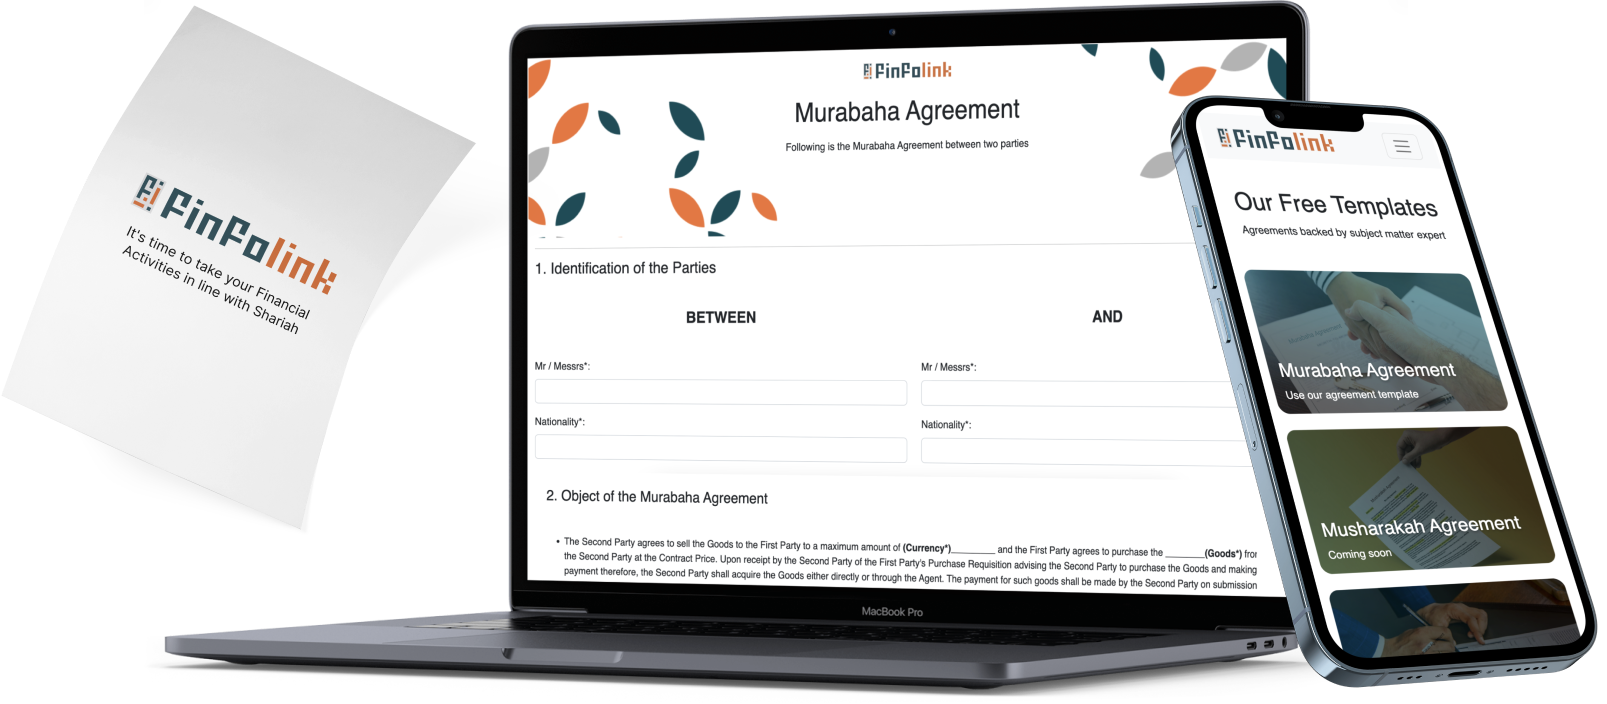 finfolink
It's time to take your Financial
Activities in line with Shariah
finfolink
Murabaha Agreement
Following is the Murabaha Agreement between two parties
1. Identification of the Parties
BETWEEN
AND
Mr / Messrs*:
Mr / Messrs*:
Nationality*:
Nationality*:
2. Object of the Murabaha Agreement
• The Second Party agrees to sell the Goods to the First Party to a maximum amount of (Currency*)_________ and the First Party agrees to purchase the ________(Goods*) from
the Second Party at the Contract Price. Upon receipt by the Second Party of the First Party's Purchase Requisition advising the Second Party to purchase the Goods and making
payment therefore, the Second Party shall acquire the Goods either directly or through the Agent. The payment for such goods shall be made by the Second Party on submission
MacBook Pro
finfolink
Our Free Templates
Agreements backed by subject matter expert
Murabaha Agreement
Use our agreement template
Musharakah Agreement
Coming soon